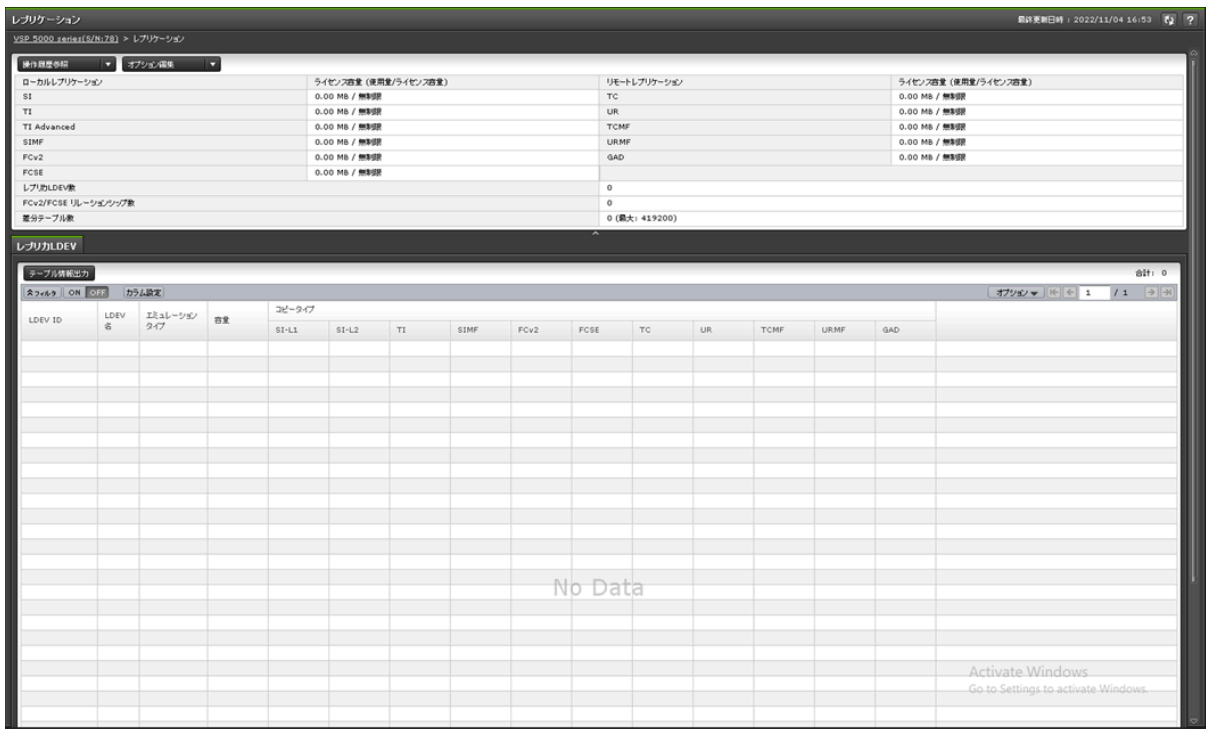 レプリケーション 最終更新日時 : 2022/11/04 16:53 ?
VSP 5000 series(S/N:78) > レプリケーション
操作履歴参照 オプション編集
ローカルレプリケーション ライセンス容量 (使用量/ライセンス容量) リモートレプリケーション ライセンス容量 (使用量/ライセンス容量)
SI 0.00 MB / 無制限 TC 0.00 MB / 無制限
TI 0.00 MB / 無制限 UR 0.00 MB / 無制限
TI Advanced 0.00 MB / 無制限 TCMF 0.00 MB / 無制限
SIMF 0.00 MB / 無制限 URMF 0.00 MB / 無制限
FCv2 0.00 MB / 無制限 GAD 0.00 MB / 無制限
FCSE 0.00 MB / 無制限
レプリカLDEV数 0
FCv2/FCSE リレーションシップ数 0
差分テーブル数 0 (最大: 419200)
レプリカLDEV
テーブル情報出力 合計: 0
フィルタ ON OFF カラム設定 オプション 1 / 1
LDEV ID LDEV名 エミュレーションタイプ 容量 コピータイプ
SI-L1 SI-L2 TI SIMF FCv2 FCSE TC UR TCMF URMF GAD
No Data
Activate Windows
Go to Settings to activate Windows.